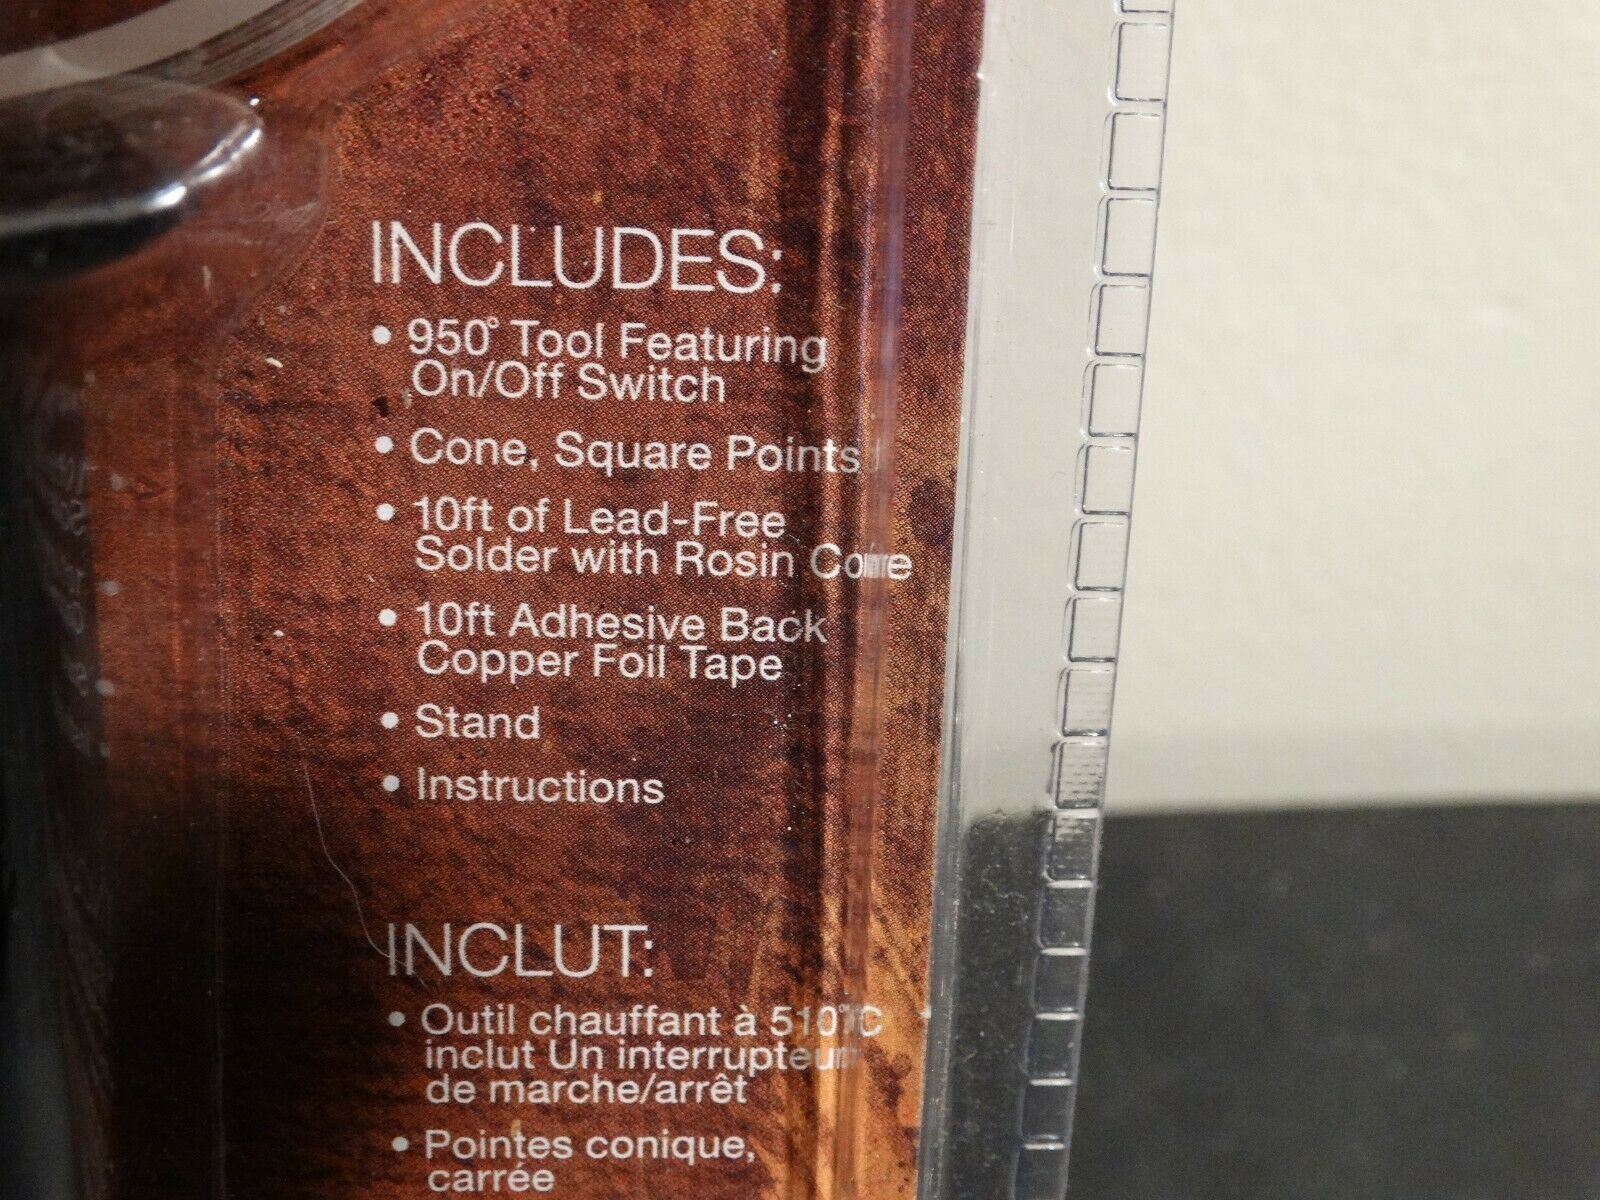 INCLUDES:
• 950° Tool Featuring
On/Off Switch
• Cone, Square Points
• 10ft of Lead-Free
Solder with Rosin Core
• 10ft Adhesive Back
Copper Foil Tape
• Stand
• Instructions
INCLUT:
• Outil chauffant à 510°C
inclut Un interrupteur
de marche/arrêt
• Pointes conique,
carrée